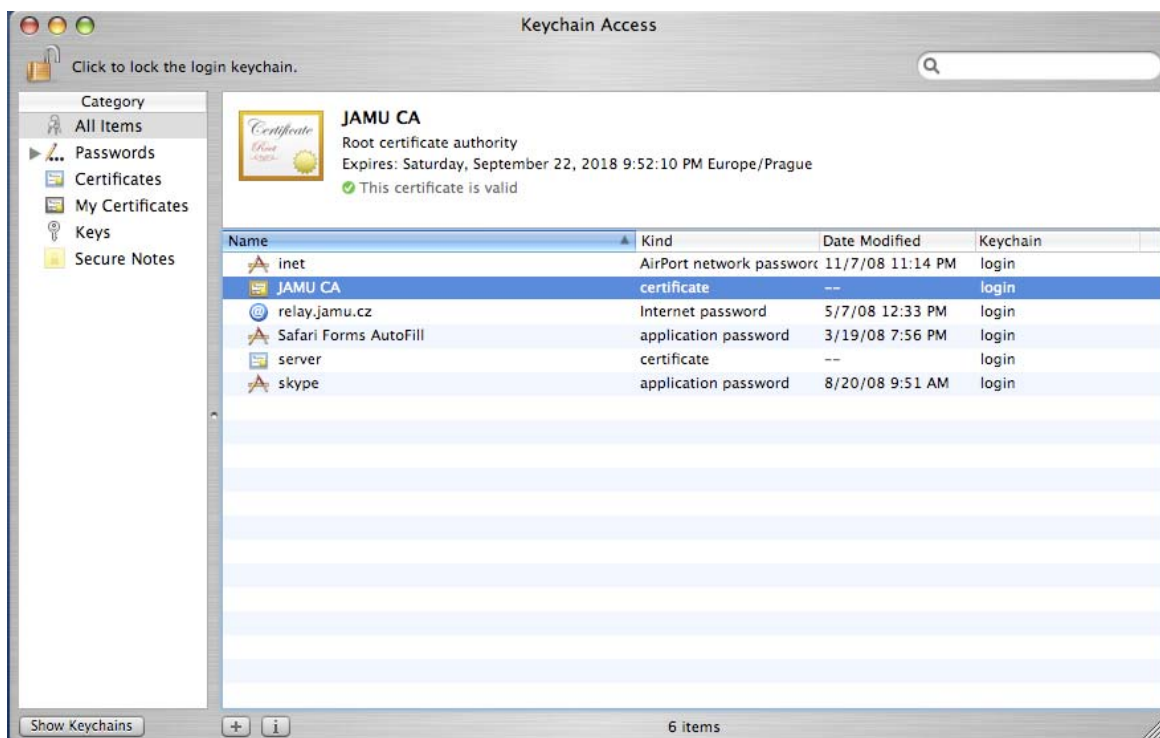 Keychain Access
Click to lock the login keychain.
Category
All Items
Passwords
Certificates
My Certificates
Keys
Secure Notes
Certificate
Root
JAMU CA
Root certificate authority
Expires: Saturday, September 22, 2018 9:52:10 PM Europe/Prague
This certificate is valid
Name Kind Date Modified Keychain
inet AirPort network passworc 11/7/08 11:14 PM login
JAMU CA certificate -- login
relay.jamu.cz Internet password 5/7/08 12:33 PM login
Safari Forms AutoFill application password 3/19/08 7:56 PM login
server certificate -- login
skype application password 8/20/08 9:51 AM login
Show Keychains + i 6 items